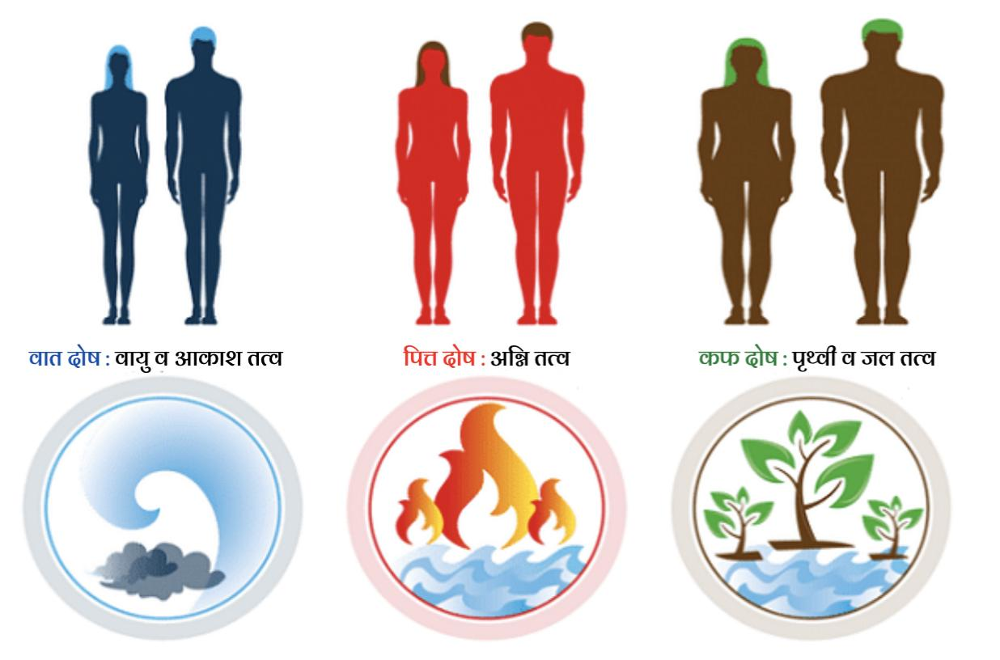 वात दोष : वायु व आकाश तत्व
पित्त दोष : अग्नि तत्व
कफ दोष : पृथ्वी व जल तत्व